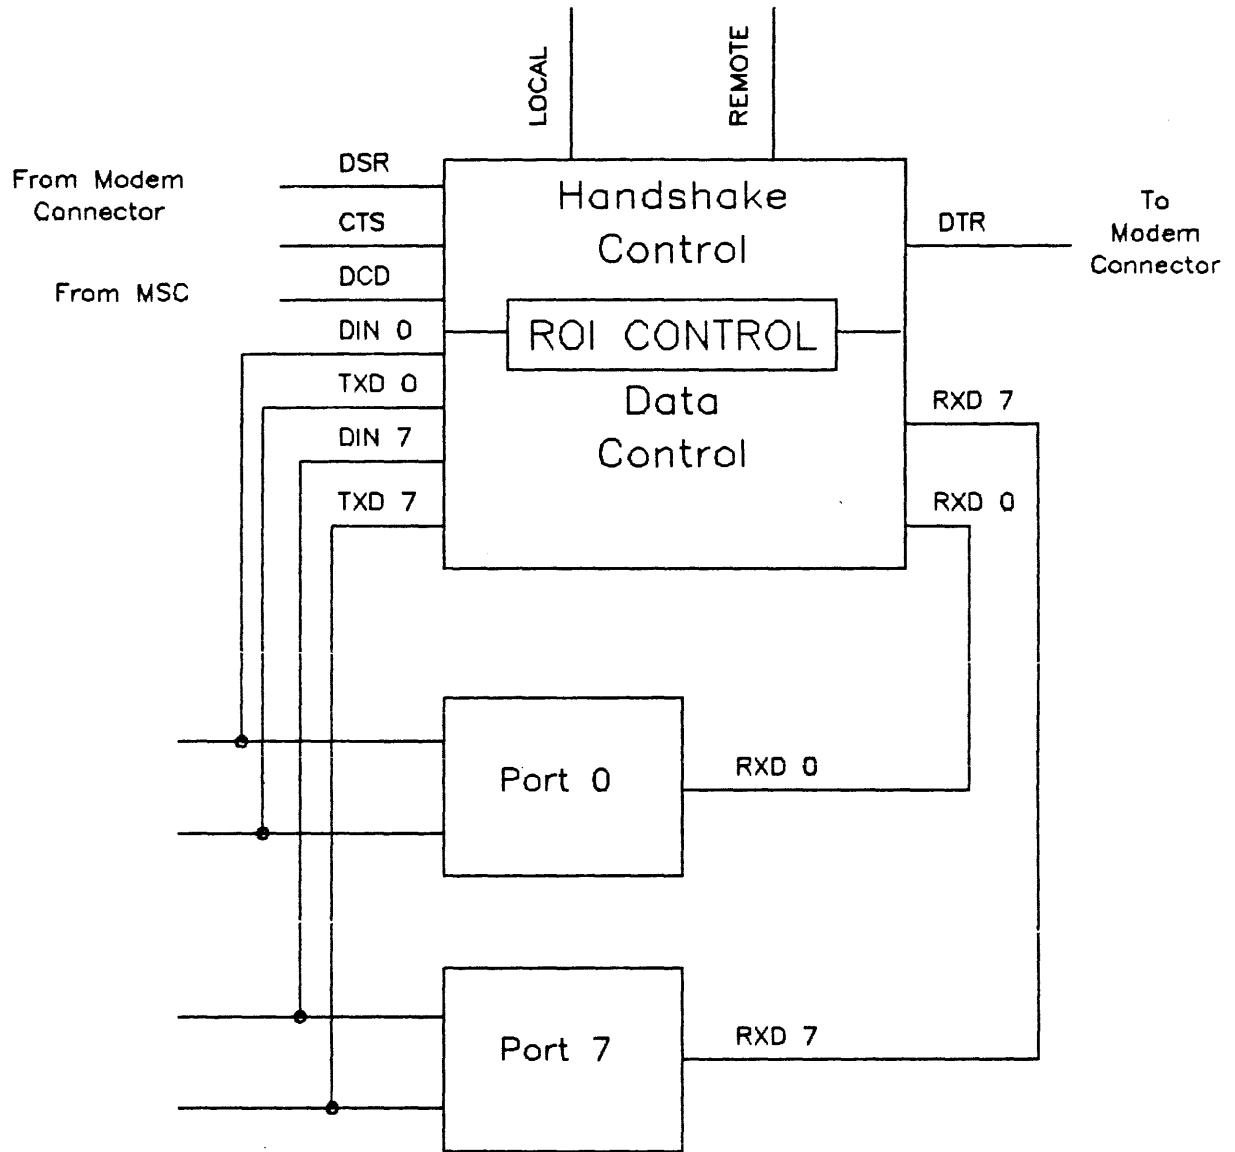 LOCAL
REMOTE
DSR
From Modem
Connector
Handshake
Control
CTS
DTR
To
Modem
Connector
DCD
From MSC
DIN 0
ROI CONTROL
TXD 0
Data
Control
RXD 7
DIN 7
TXD 7
RXD 0
Port 0
RXD 0
Port 7
RXD 7